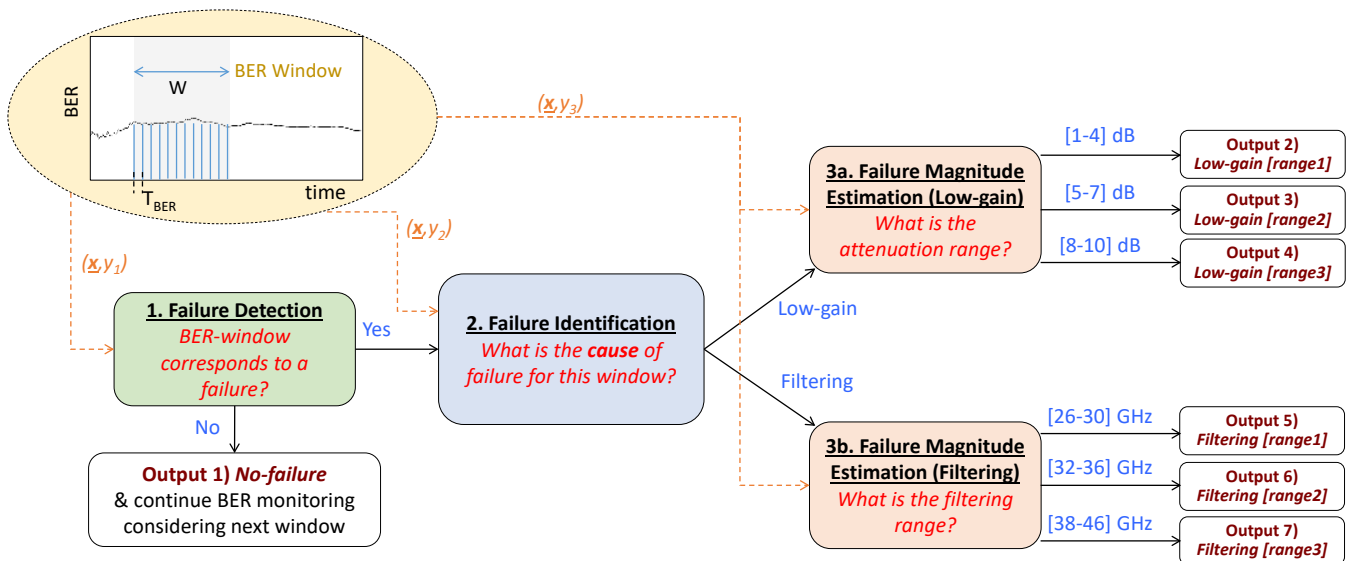 BER
BER Window
W
time
T_BER
(x,y₁)
(x,y₂)
(x,y₃)
1. Failure Detection
BER-window
corresponds to a
failure?
Yes
No
Output 1) No-failure
& continue BER monitoring
considering next window
2. Failure Identification
What is the cause of
failure for this window?
Low-gain
Filtering
3a. Failure Magnitude
Estimation (Low-gain)
What is the
attenuation range?
[1-4] dB
[5-7] dB
[8-10] dB
Output 2)
Low-gain [range1]
Output 3)
Low-gain [range2]
Output 4)
Low-gain [range3]
3b. Failure Magnitude
Estimation (Filtering)
What is the filtering
range?
[26-30] GHz
[32-36] GHz
[38-46] GHz
Output 5)
Filtering [range1]
Output 6)
Filtering [range2]
Output 7)
Filtering [range3]